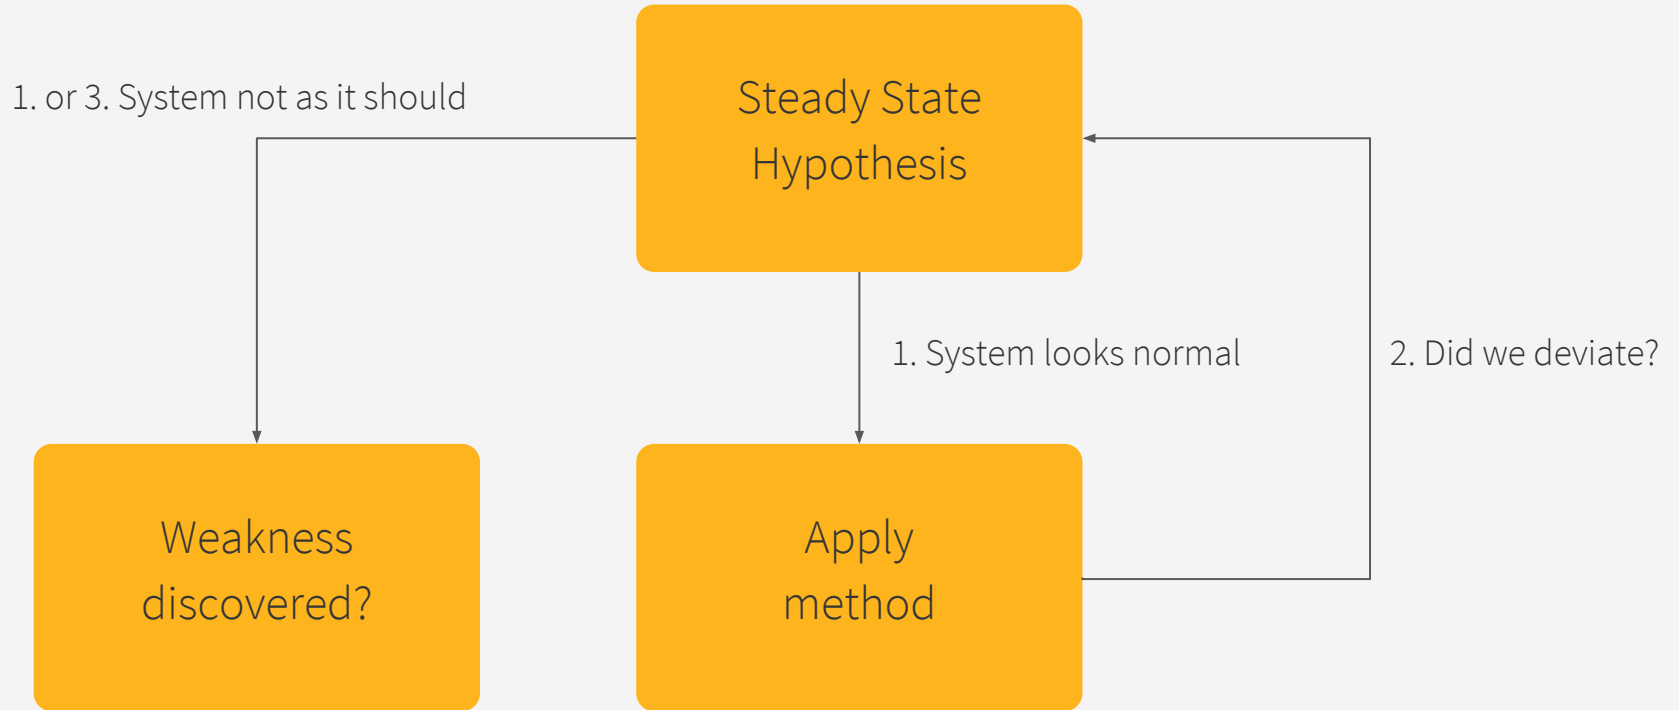 1. or 3. System not as it should
Steady State
Hypothesis
1. System looks normal
2. Did we deviate?
Weakness
discovered?
Apply
method